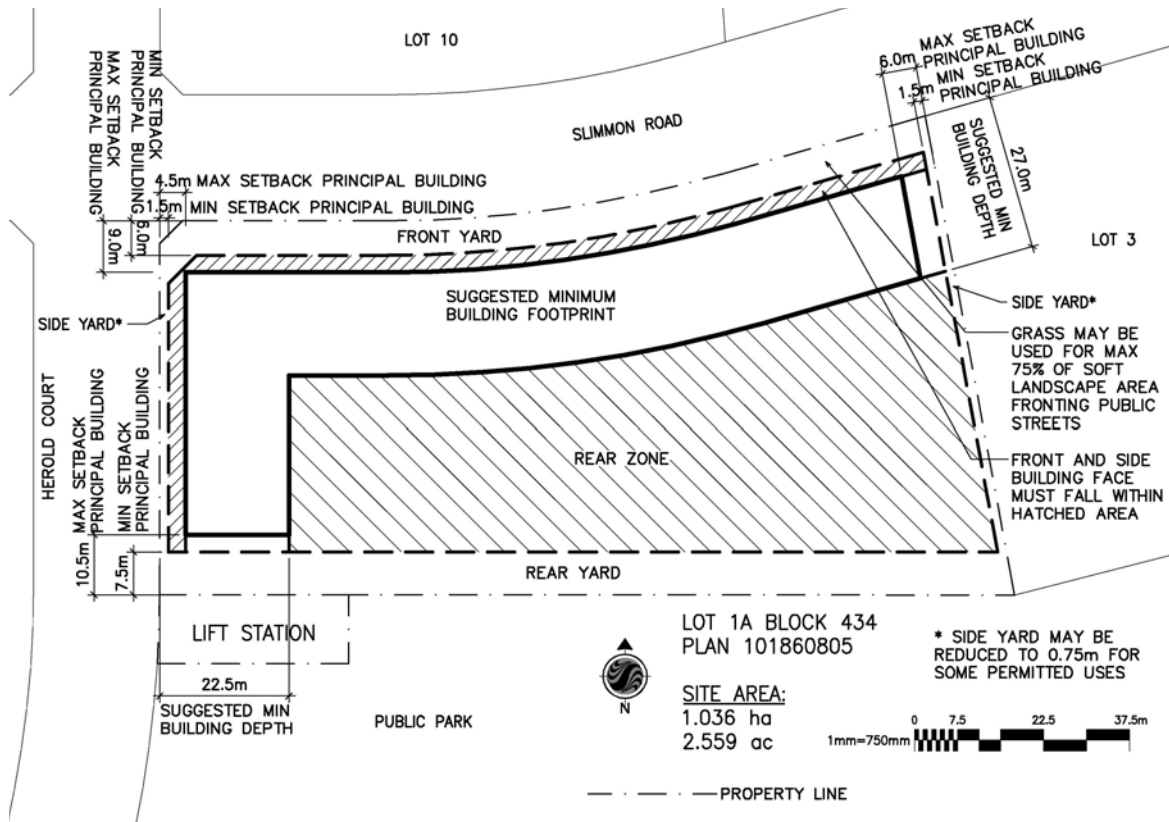 LOT 10
SLIMMON ROAD
MAX SETBACK
PRINCIPAL BUILDING
6.0m
MIN SETBACK
PRINCIPAL BUILDING
1.5m
SUGGESTED MIN
BUILDING DEPTH
27.0m
LOT 3
MIN SETBACK
PRINCIPAL BUILDING
MAX SETBACK
PRINCIPAL BUILDING
4.5m MAX SETBACK PRINCIPAL BUILDING
1.5m MIN SETBACK PRINCIPAL BUILDING
6.0m
9.0m
FRONT YARD
SUGGESTED MINIMUM
BUILDING FOOTPRINT
SIDE YARD*
SIDE YARD*
GRASS MAY BE
USED FOR MAX
75% OF SOFT
LANDSCAPE AREA
FRONTING PUBLIC
STREETS
FRONT AND SIDE
BUILDING FACE
MUST FALL WITHIN
HATCHED AREA
HEROLD COURT
MAX SETBACK
PRINCIPAL BUILDING
MIN SETBACK
PRINCIPAL BUILDING
10.5m
7.5m
REAR ZONE
REAR YARD
LIFT STATION
22.5m
SUGGESTED MIN
BUILDING DEPTH
PUBLIC PARK
N
LOT 1A BLOCK 434
PLAN 101860805
SITE AREA:
1.036 ha
2.559 ac
* SIDE YARD MAY BE
REDUCED TO 0.75m FOR
SOME PERMITTED USES
0 7.5 22.5 37.5m
1mm=750mm
PROPERTY LINE